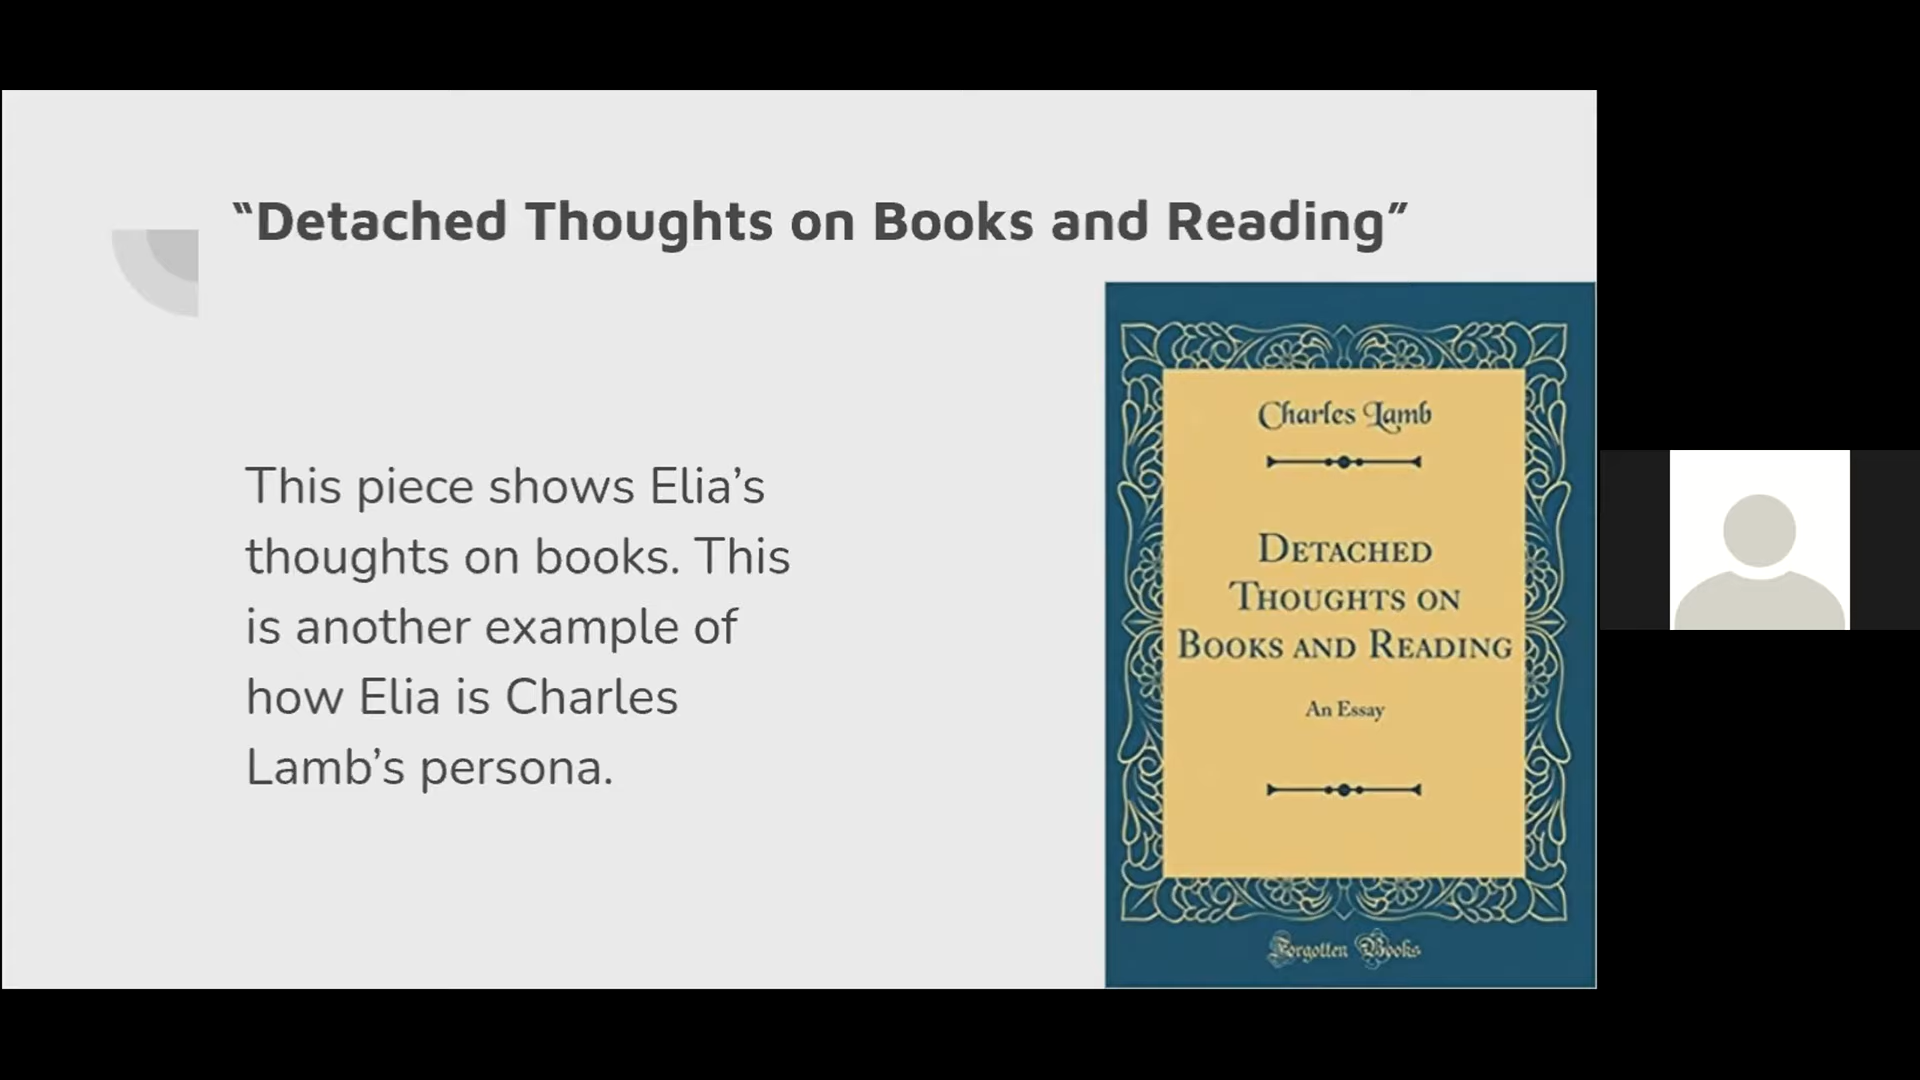 “Detached Thoughts on Books and Reading”
This piece shows Elia’s
thoughts on books. This
is another example of
how Elia is Charles
Lamb’s persona.
Charles Lamb
DETACHED
THOUGHTS ON
BOOKS AND READING
An Essay
Forgotten Books